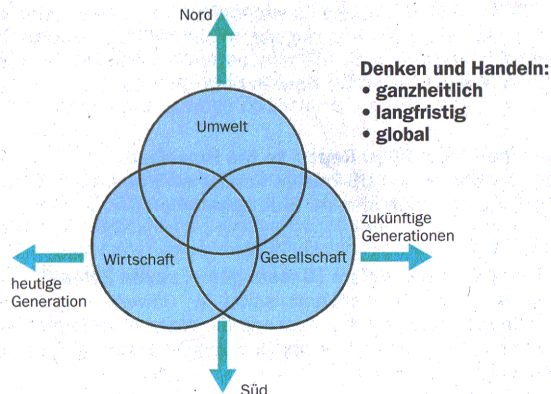 Nord
Denken und Handeln:
• ganzheitlich
• langfristig
• global
Umwelt
zukünftige
Generationen
Wirtschaft
Gesellschaft
heutige
Generation
Süd